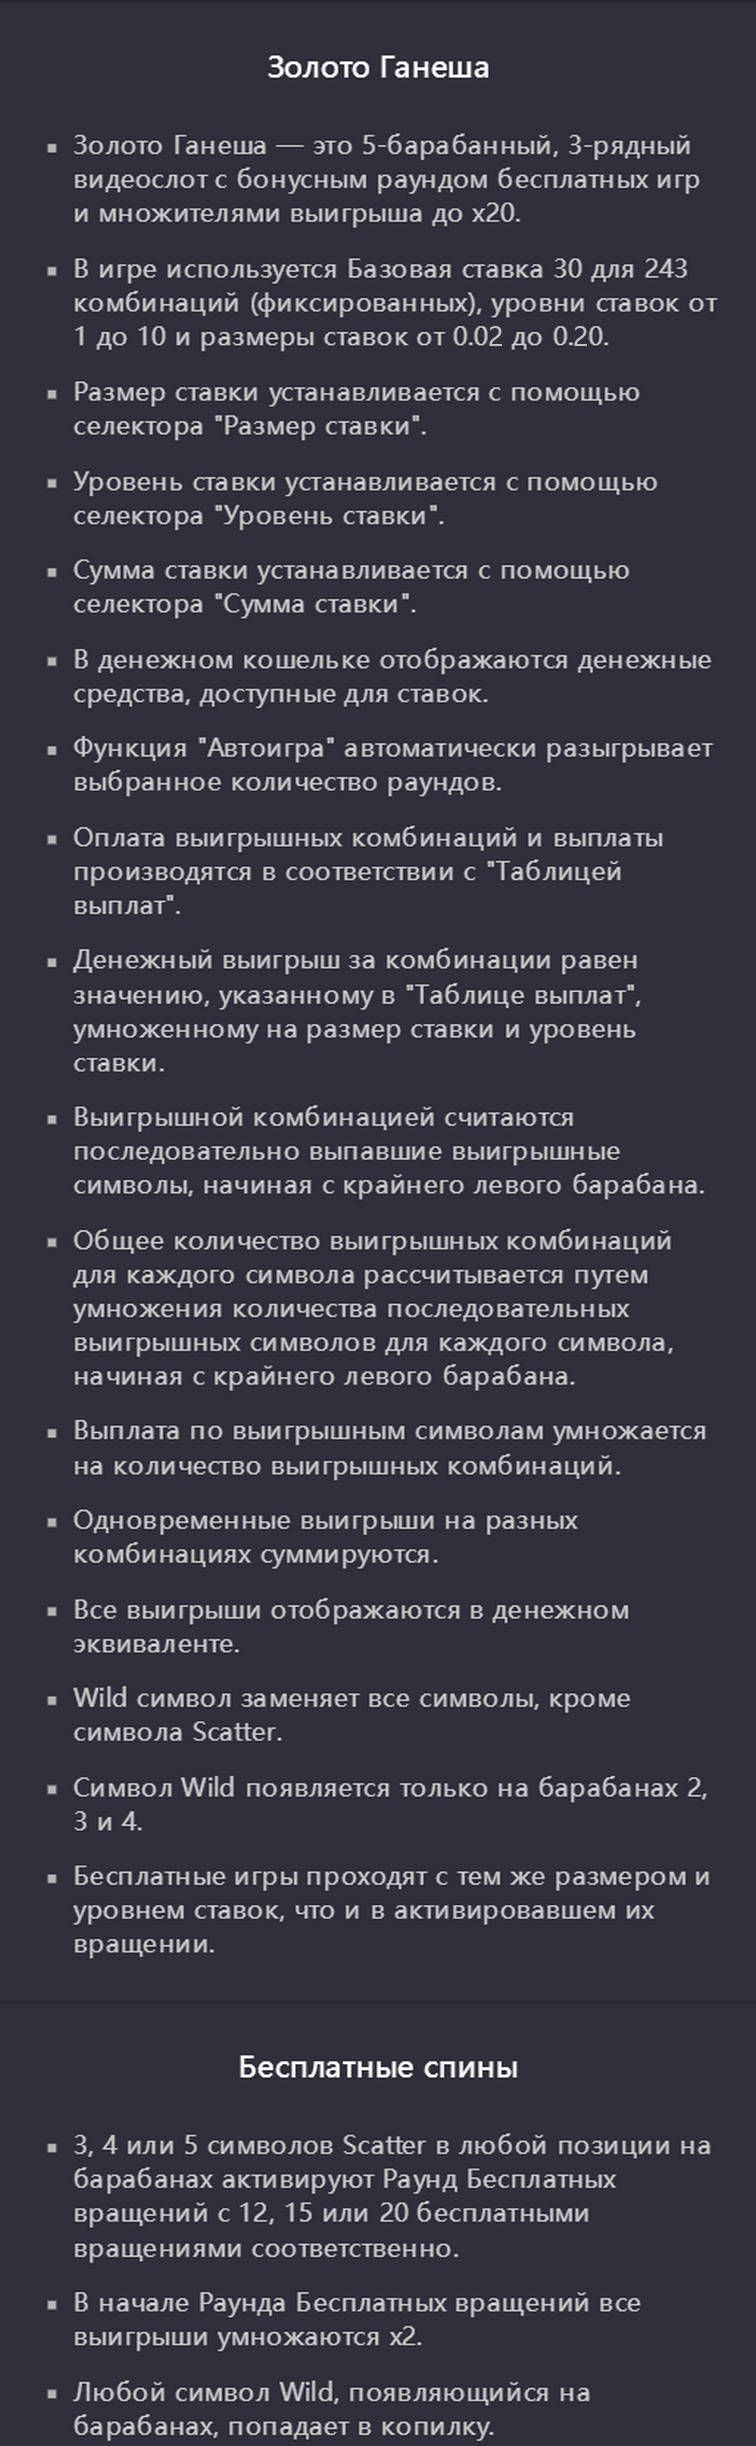 Золото Ганеша
▪ Золото Ганеша — это 5-барабанный, 3-рядный
видеослот с бонусным раундом бесплатных игр
и множителями выигрыша до x20.
▪ В игре используется Базовая ставка 30 для 243
комбинаций (фиксированных), уровни ставок от
1 до 10 и размеры ставок от 0.02 до 0.20.
▪ Размер ставки устанавливается с помощью
селектора "Размер ставки".
▪ Уровень ставки устанавливается с помощью
селектора "Уровень ставки".
▪ Сумма ставки устанавливается с помощью
селектора "Сумма ставки".
▪ В денежном кошельке отображаются денежные
средства, доступные для ставок.
▪ Функция "Автоигра" автоматически разыгрывает
выбранное количество раундов.
▪ Оплата выигрышных комбинаций и выплаты
производятся в соответствии с "Таблицей
выплат".
▪ Денежный выигрыш за комбинации равен
значению, указанному в "Таблице выплат",
умноженному на размер ставки и уровень
ставки.
▪ Выигрышной комбинацией считаются
последовательно выпавшие выигрышные
символы, начиная с крайнего левого барабана.
▪ Общее количество выигрышных комбинаций
для каждого символа рассчитывается путем
умножения количества последовательных
выигрышных символов для каждого символа,
начиная с крайнего левого барабана.
▪ Выплата по выигрышным символам умножается
на количество выигрышных комбинаций.
▪ Одновременные выигрыши на разных
комбинациях суммируются.
▪ Все выигрыши отображаются в денежном
эквиваленте.
▪ Wild символ заменяет все символы, кроме
символа Scatter.
▪ Символ Wild появляется только на барабанах 2,
3 и 4.
▪ Бесплатные игры проходят с тем же размером и
уровнем ставок, что и в активировавшем их
вращении.
Бесплатные спины
▪ 3, 4 или 5 символов Scatter в любой позиции на
барабанах активируют Раунд Бесплатных
вращений с 12, 15 или 20 бесплатными
вращениями соответственно.
▪ В начале Раунда Бесплатных вращений все
выигрыши умножаются x2.
▪ Любой символ Wild, появляющийся на
барабанах, попадает в копилку.